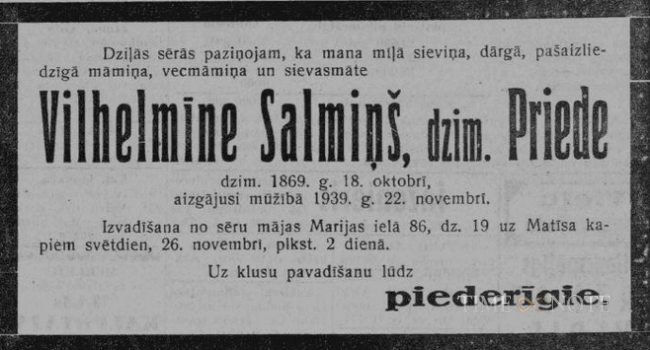 Dziļās sērās paziņojam, ka mana mīļā sieviņa, dārgā, pašaizlie-
dzīgā māmiņa, vecmāmiņa un sievasmāte
Vilhelmīne Salmiņš, dzim. Priede
dzim. 1869. g. 18. oktobrī,
aizgājusi mūžībā 1939. g. 22. novembrī.
Izvadīšana no sēru mājas Marijas ielā 86, dz. 19 uz Matīsa ka-
piem svētdien, 26. novembrī, plkst. 2 dienā.
Uz klusu pavadīšanu lūdz
piederīgie.
TIME NOTE